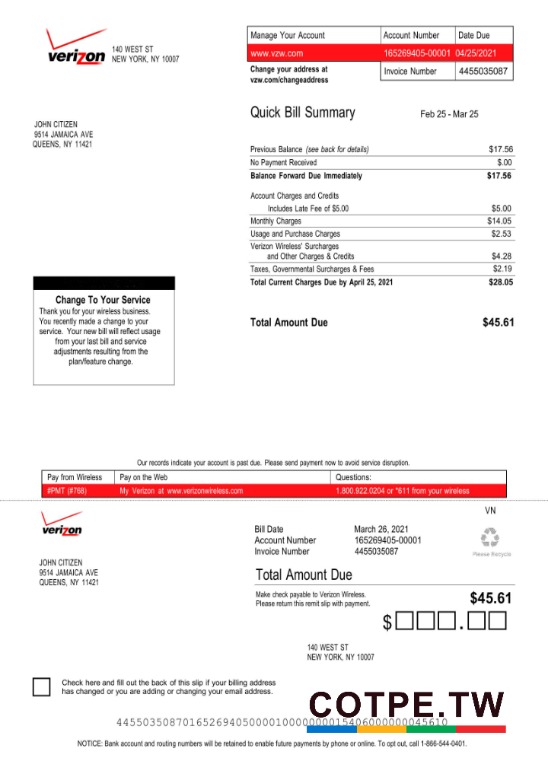 verizon
140 WEST ST
NEW YORK, NY 10007
Manage Your Account Account Number Date Due
www.vzw.com 165269405-00001 04/25/2021
Change your address at
vzw.com/changeaddress
Invoice Number 4455035087
Quick Bill Summary Feb 25 - Mar 25
JOHN CITIZEN
9514 JAMAICA AVE
QUEENS, NY 11421
Previous Balance (see back for details) $17.56
No Payment Received $.00
Balance Forward Due Immediately $17.56
Account Charges and Credits
Includes Late Fee of $5.00 $5.00
Monthly Charges $14.05
Usage and Purchase Charges $2.53
Verizon Wireless' Surcharges
and Other Charges & Credits $4.28
Taxes, Governmental Surcharges & Fees $2.19
Total Current Charges Due by April 25, 2021 $28.05
Total Amount Due $45.61
Change To Your Service
Thank you for your wireless business.
You recently made a change to your
service. Your new bill will reflect usage
from your last bill and service
adjustments resulting from the
plan/feature change.
Our records indicate your account is past due. Please send payment now to avoid service disruption.
Pay from Wireless Pay on the Web Questions:
#PMT (#768) My Verizon at www.verizonwireless.com 1.800.922.0204 or *611 from your wireless
VN
verizon
Bill Date March 26, 2021
Account Number 165269405-00001
Invoice Number 4455035087
Please Recycle
JOHN CITIZEN
9514 JAMAICA AVE
QUEENS, NY 11421
Total Amount Due
Make check payable to Verizon Wireless.
Please return this remit slip with payment.
$45.61
$ .
140 WEST ST
NEW YORK, NY 10007
Check here and fill out the back of this slip if your billing address
has changed or you are adding or changing your email address.
COTPE.TW
NOTICE: Bank account and routing numbers will be retained to enable future payments by phone or online. To opt out, call 1-866-544-0401.